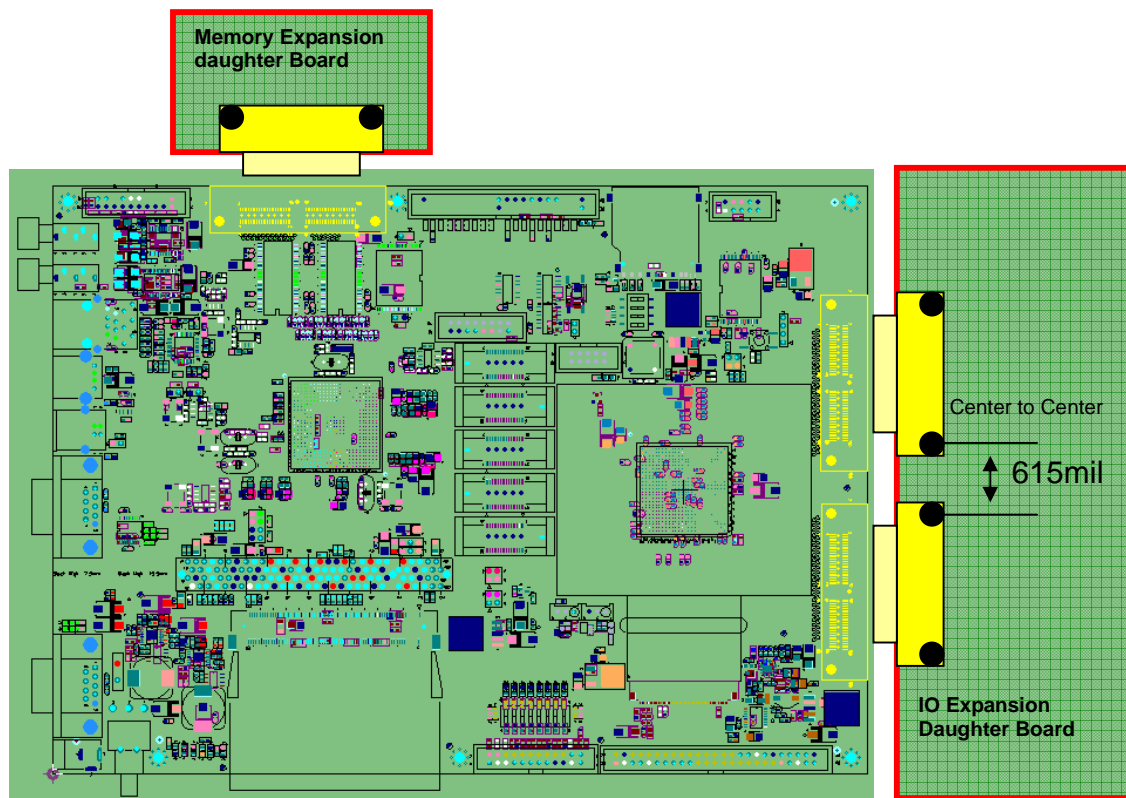 Memory Expansion
daughter Board
Center to Center
615mil
IO Expansion
Daughter Board